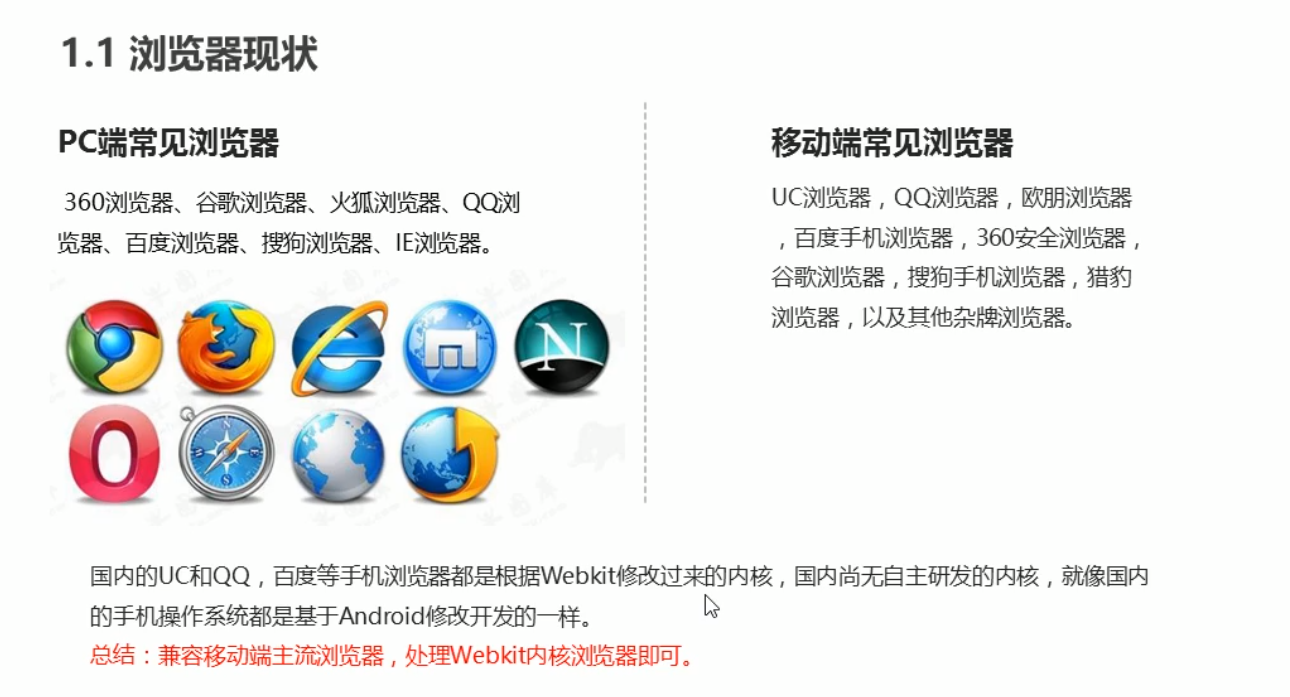 1.1 浏览器现状
PC端常见浏览器
360浏览器、谷歌浏览器、火狐浏览器、QQ浏
览器、百度浏览器、搜狗浏览器、IE浏览器。
移动端常见浏览器
UC浏览器，QQ浏览器，欧朋浏览器
，百度手机浏览器，360安全浏览器，
谷歌浏览器，搜狗手机浏览器，猎豹
浏览器，以及其他杂牌浏览器。
国内的UC和QQ，百度等手机浏览器都是根据Webkit修改过来的内核，国内尚无自主研发的内核，就像国内
的手机操作系统都是基于Android修改开发的一样。
总结：兼容移动端主流浏览器，处理Webkit内核浏览器即可。